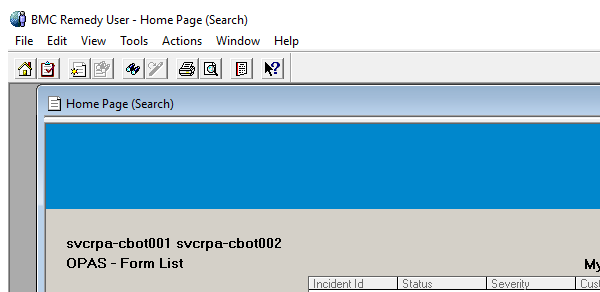 BMC Remedy User - Home Page (Search)
File Edit View Tools Actions Window Help
Home Page (Search)
svcrpa-cbot001 svcrpa-cbot002
OPAS - Form List
My
Incident Id Status Severity Cust